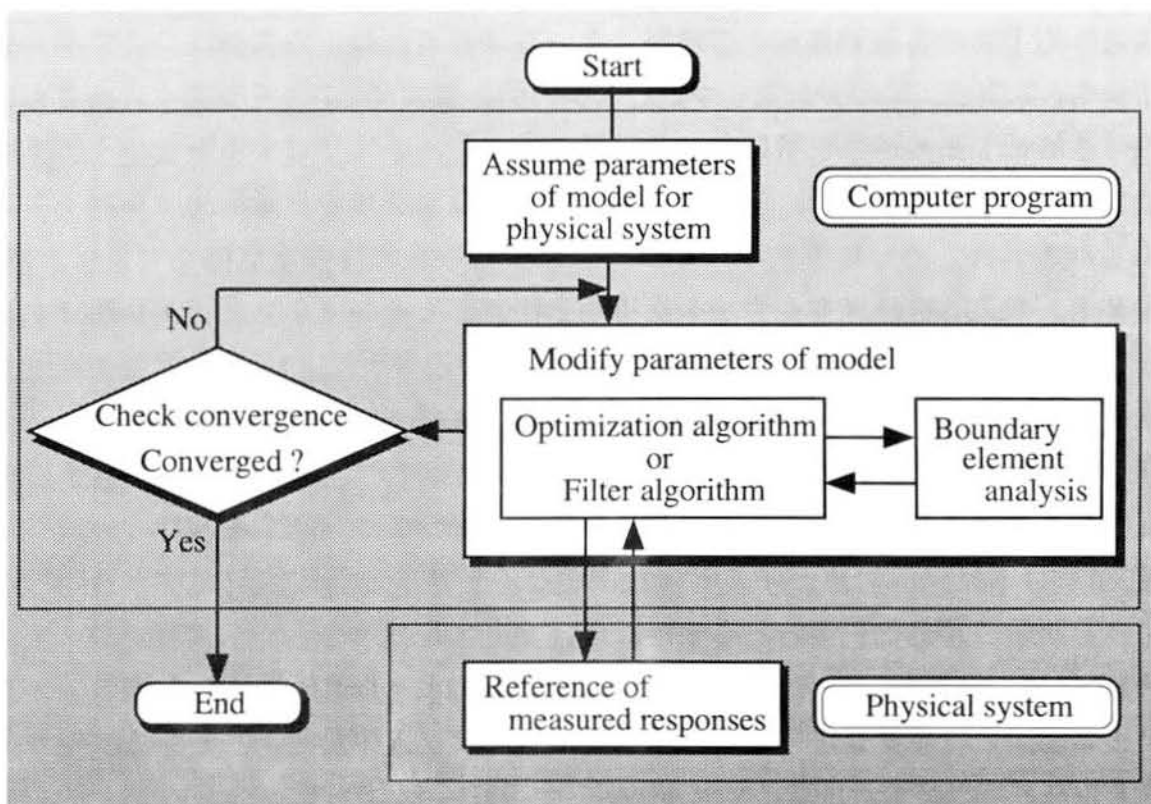 Start
Assume parameters
of model for
physical system
Computer program
No
Modify parameters of model
Check convergence
Converged ?
Optimization algorithm
or
Filter algorithm
Boundary
element
analysis
Yes
Reference of
measured responses
Physical system
End